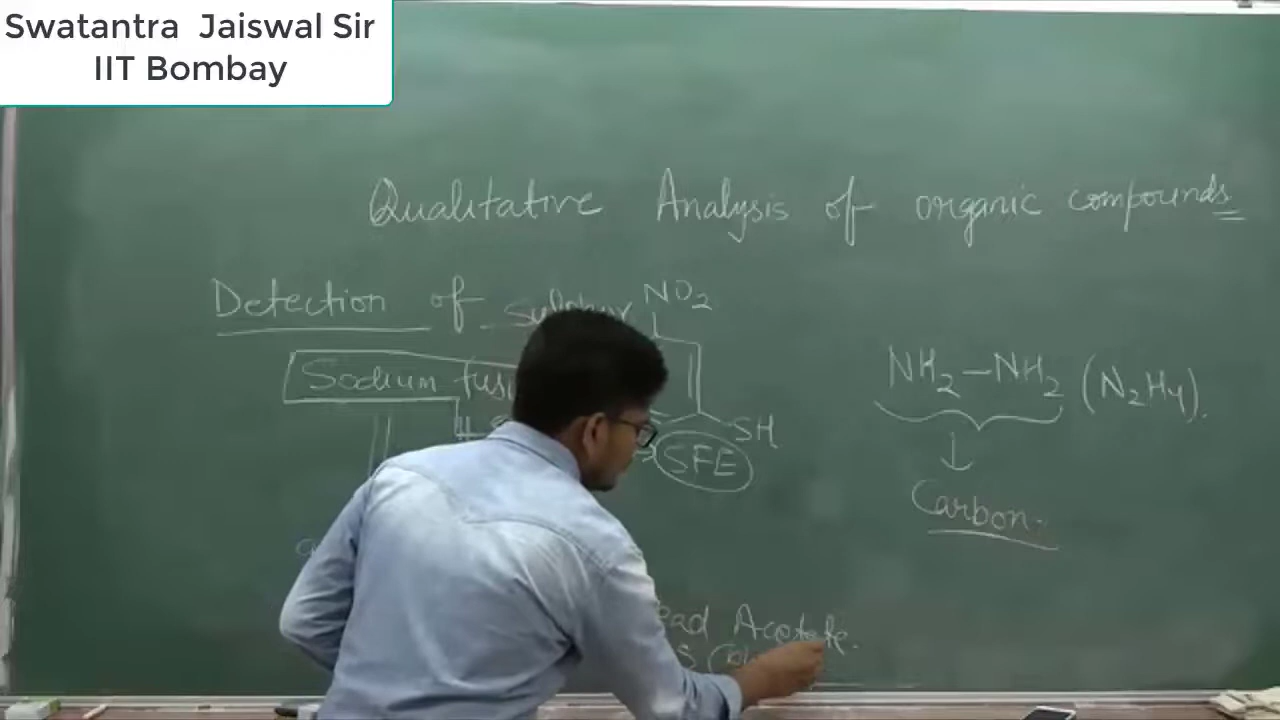 Swatantra Jaiswal Sir
IIT Bombay
Qualitative Analysis of organic compounds
Detection of sulphur
NO2
Sodium
SH
SFE
NH2-NH2 (N2H4).
Carbon.
Acetate.